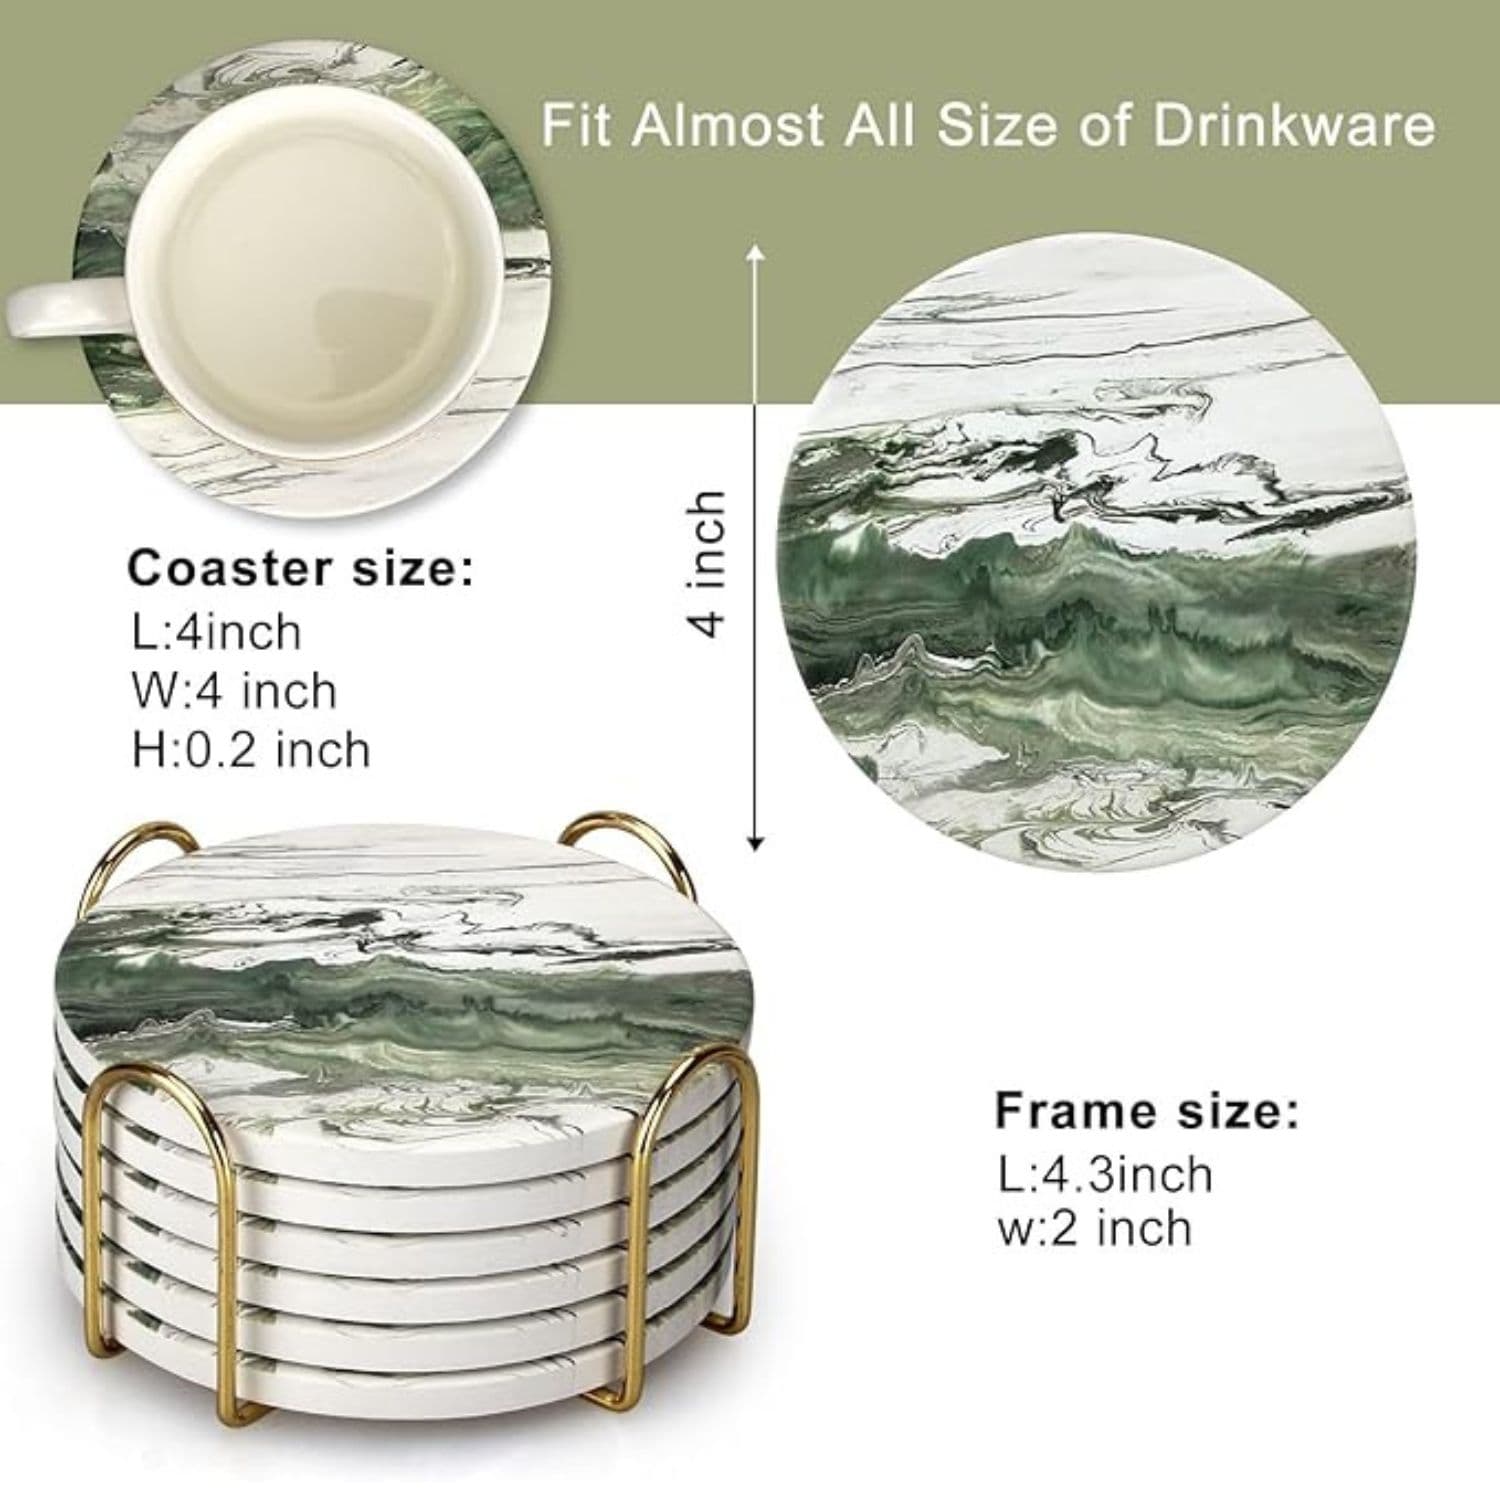 Fit Almost All Size of Drinkware
4 inch
Coaster size:
L:4inch
W:4 inch
H:0.2 inch
Frame size:
L:4.3inch
w:2 inch